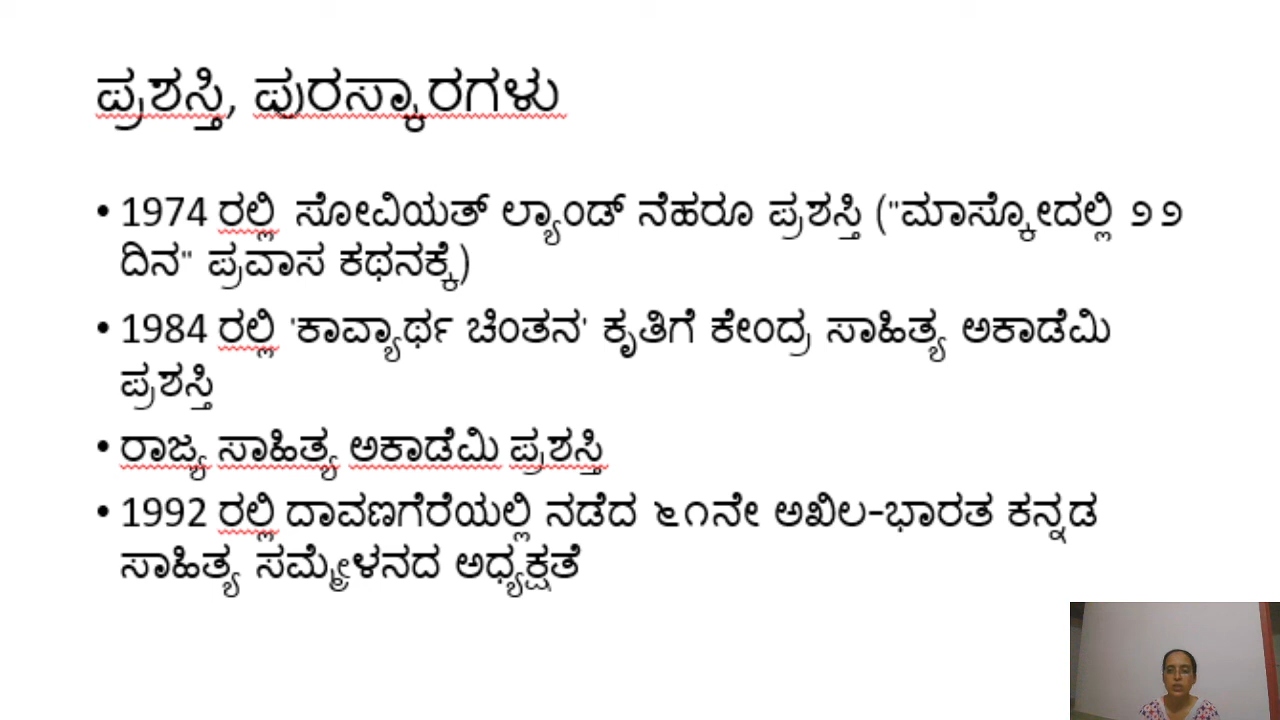 ಪ್ರಶಸ್ತಿ, ಪುರಸ್ಕಾರಗಳು
• 1974 ರಲ್ಲಿ ಸೋವಿಯತ್ ಲ್ಯಾಂಡ್ ನೆಹರೂ ಪ್ರಶಸ್ತಿ ("ಮಾಸ್ಕೋದಲ್ಲಿ ೨೨
ದಿನ" ಪ್ರವಾಸ ಕಥನಕ್ಕೆ)
• 1984 ರಲ್ಲಿ 'ಕಾವ್ಯಾರ್ಥ ಚಿಂತನ' ಕೃತಿಗೆ ಕೇಂದ್ರ ಸಾಹಿತ್ಯ ಅಕಾಡೆಮಿ
ಪ್ರಶಸ್ತಿ
• ರಾಜ್ಯ ಸಾಹಿತ್ಯ ಅಕಾಡೆಮಿ ಪ್ರಶಸ್ತಿ
• 1992 ರಲ್ಲಿ ದಾವಣಗೆರೆಯಲ್ಲಿ ನಡೆದ ೬೧ನೇ ಅಖಿಲ-ಭಾರತ ಕನ್ನಡ
ಸಾಹಿತ್ಯ ಸಮ್ಮೇಳನದ ಅಧ್ಯಕ್ಷತೆ